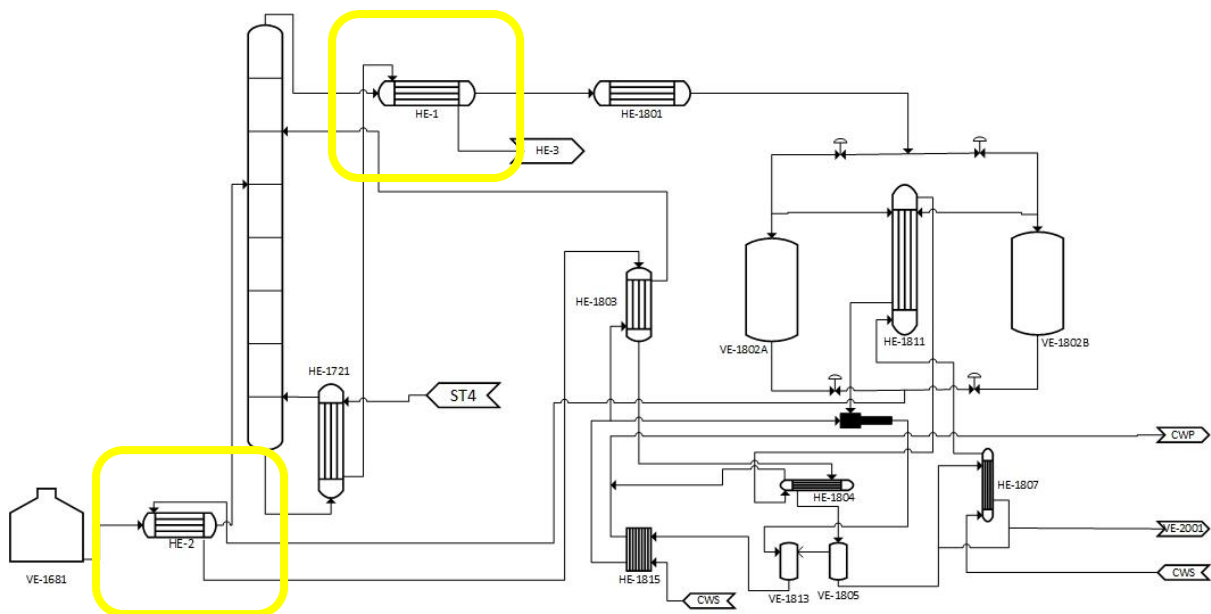 HE-1
HE-1801
HE-3
HE-1803
HE-1811
VE-1802A
VE-1802B
HE-1721
ST4
CWP
HE-1807
HE-1804
VE-2001
HE-2
VE-1681
HE-1815
CWS
VE-1813
VE-1805
CWS